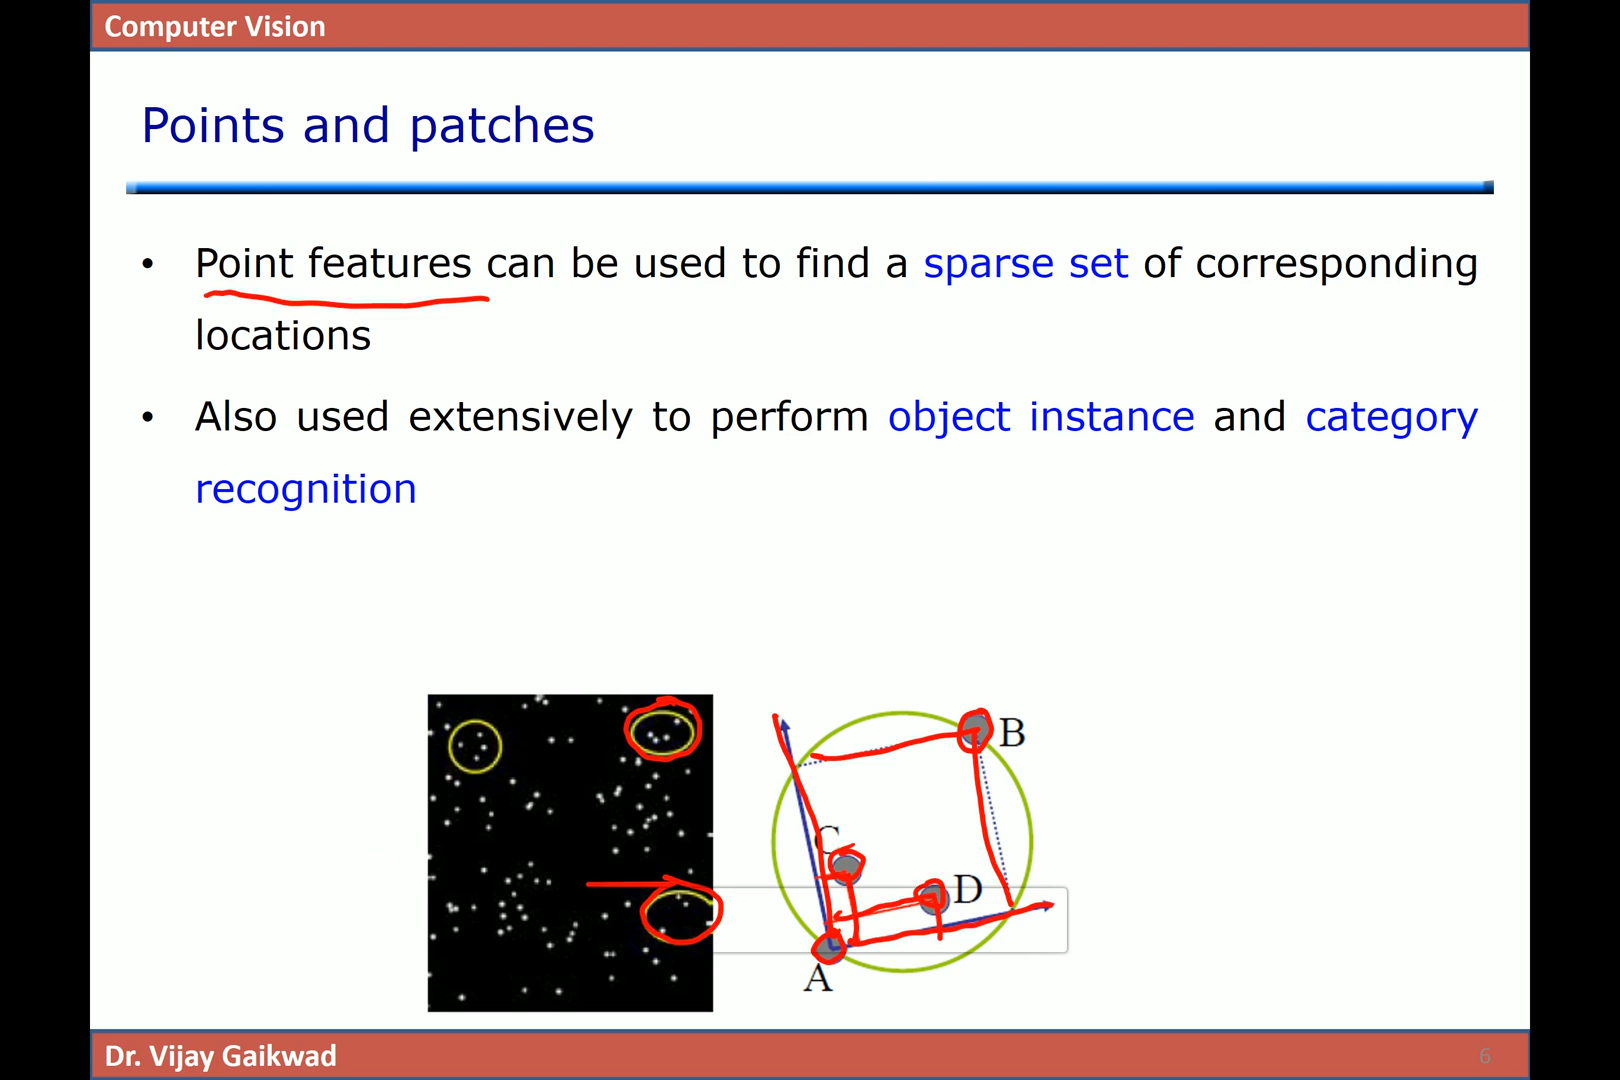 Computer Vision
Points and patches
• Point features can be used to find a sparse set of corresponding
locations
• Also used extensively to perform object instance and category
recognition
B
C
D
A
Dr. Vijay Gaikwad
6